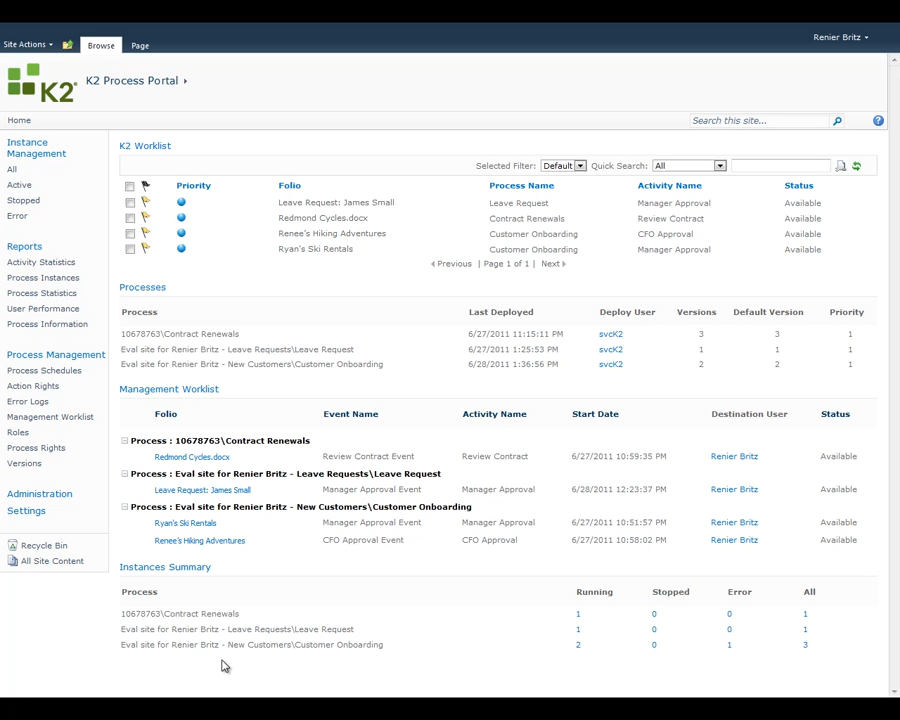 Renier Britz
Site Actions Browse Page
K2 K2 Process Portal
Home Search this site...
Instance Management
All
Active
Stopped
Error
Reports
Activity Statistics
Process Instances
Process Statistics
User Performance
Process Information
Process Management
Process Schedules
Action Rights
Error Logs
Management Worklist
Roles
Process Rights
Versions
Administration
Settings
Recycle Bin
All Site Content
K2 Worklist
Selected Filter: Default Quick Search: All
Priority Folio Process Name Activity Name Status
Leave Request: James Small Leave Request Manager Approval Available
Redmond Cycles.docx Contract Renewals Review Contract Available
Renee's Hiking Adventures Customer Onboarding CFO Approval Available
Ryan's Ski Rentals Customer Onboarding Manager Approval Available
Previous | Page 1 of 1 | Next
Processes
Process Last Deployed Deploy User Versions Default Version Priority
10678763\Contract Renewals 6/27/2011 11:15:11 PM svcK2 3 3 1
Eval site for Renier Britz - Leave Requests\Leave Request 6/27/2011 1:25:53 PM svcK2 1 1 1
Eval site for Renier Britz - New Customers\Customer Onboarding 6/28/2011 1:36:56 PM svcK2 2 2 1
Management Worklist
Folio Event Name Activity Name Start Date Destination User Status
Process : 10678763\Contract Renewals
Redmond Cycles.docx Review Contract Event Review Contract 6/27/2011 10:59:35 PM Renier Britz Available
Process : Eval site for Renier Britz - Leave Requests\Leave Request
Leave Request: James Small Manager Approval Event Manager Approval 6/28/2011 12:23:37 PM Renier Britz Available
Process : Eval site for Renier Britz - New Customers\Customer Onboarding
Ryan's Ski Rentals Manager Approval Event Manager Approval 6/27/2011 10:51:57 PM Renier Britz Available
Renee's Hiking Adventures CFO Approval Event CFO Approval 6/27/2011 10:58:02 PM Renier Britz Available
Instances Summary
Process Running Stopped Error All
10678763\Contract Renewals 1 0 0 1
Eval site for Renier Britz - Leave Requests\Leave Request 1 0 0 1
Eval site for Renier Britz - New Customers\Customer Onboarding 2 0 1 3